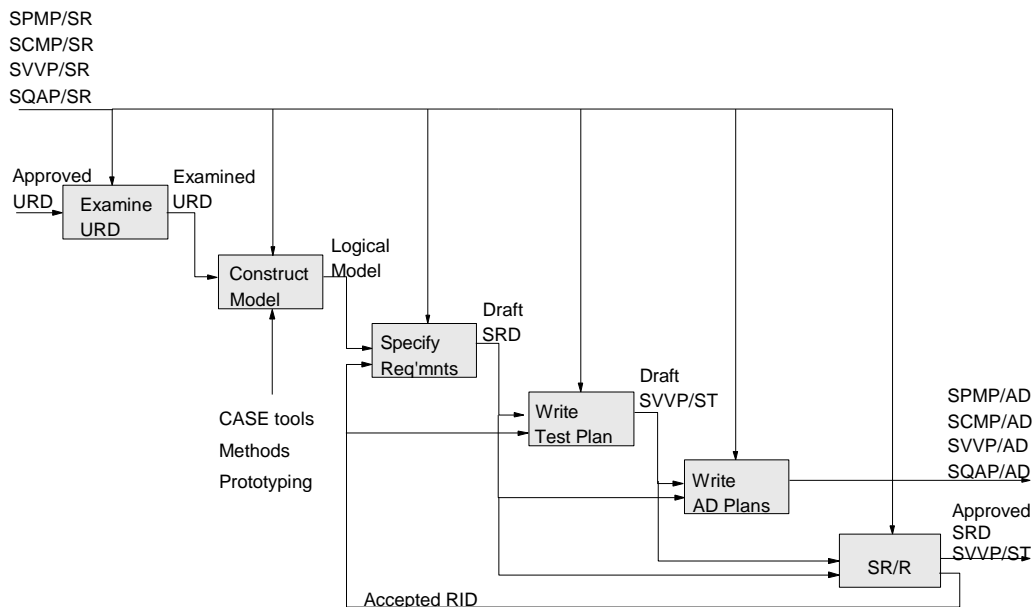 SPMP/SR
SCMP/SR
SVVP/SR
SQAP/SR
Approved
URD
Examine
URD
Examined
URD
Construct
Model
Logical
Model
CASE tools
Methods
Prototyping
Specify
Req'mnts
Draft
SRD
Write
Test Plan
Draft
SVVP/ST
Write
AD Plans
SPMP/AD
SCMP/AD
SVVP/AD
SQAP/AD
SR/R
Approved
SRD
SVVP/ST
Accepted RID